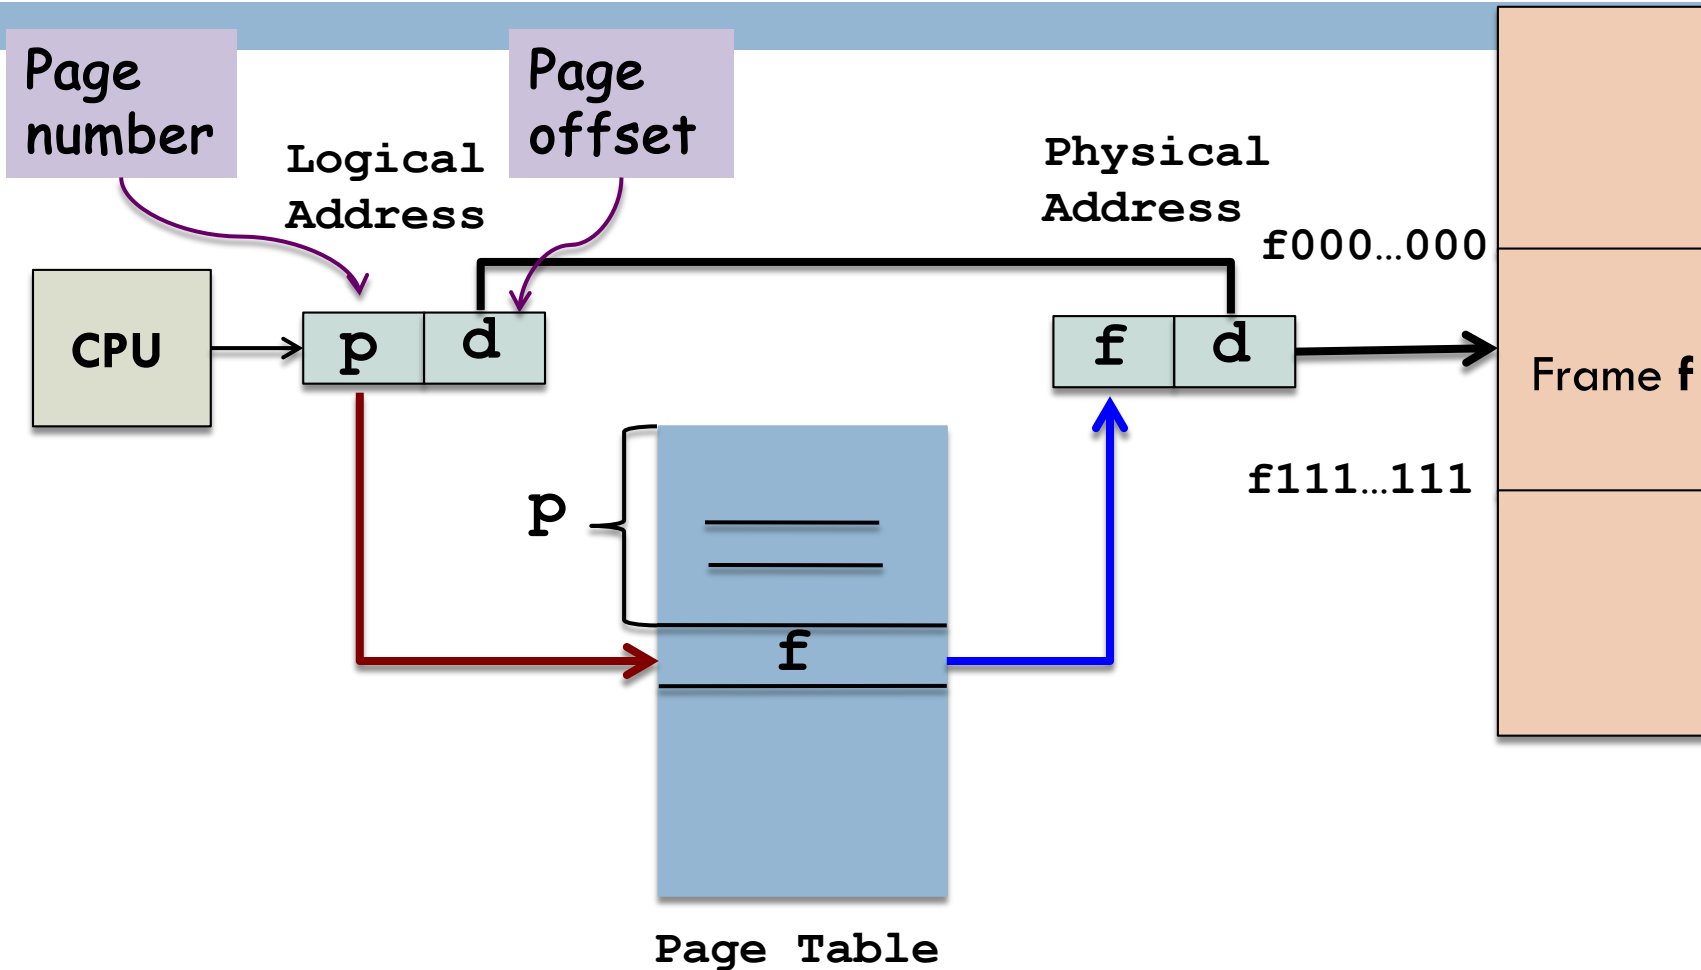 Page
number
Page
offset
Logical
Address
Physical
Address
f000…000
CPU
p
d
f
d
Frame f
f111…111
p
f
Page Table